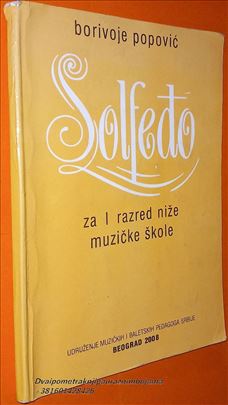 borivoje popović
Solfeđo
za I razred niže
muzičke škole
UDRUŽENJE MUZIČKIH I BALETSKIH PEDAGOGA SRBIJE
BEOGRAD 2008